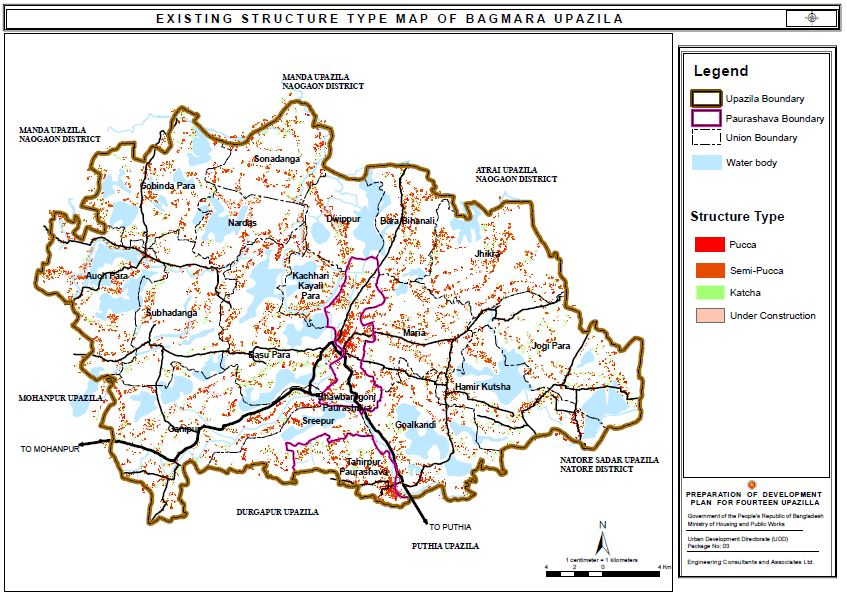 EXISTING STRUCTURE TYPE MAP OF BAGMARA UPAZILA
MANDA UPAZILA
NAOGAON DISTRICT
MANDA UPAZILA
NAOGAON DISTRICT
ATRAI UPAZILA
NAOGAON DISTRICT
Sonadanga
Gobinda Para
Nardas
Dwippur
Bara Bihanali
Jhikra
Auch Para
Kachhari
Kayali
Para
Subhadanga
Maria
Jogi Para
Basu Para
Hamir Kutsha
Bhawbanigonj
Paurashava
MOHANPUR UPAZILA
Sreepur
Goalkandi
Ganipur
TO MOHANPUR
Tahirpur
Paurashava
NATORE SADAR UPAZILA
NATORE DISTRICT
DURGAPUR UPAZILA
TO PUTHIA
PUTHIA UPAZILA
N
1 centimeter = 1 kilometers
4 2 0 4 Km
Legend
Upazila Boundary
Paurashava Boundary
Union Boundary
Water body
Structure Type
Pucca
Semi-Pucca
Katcha
Under Construction
PREPARATION OF DEVELOPMENT
PLAN FOR FOURTEEN UPAZILLA
Government of the People's Republic of Bangladesh
Ministry of Housing and Public Works
Urban Development Directorate (UDD)
Package No: 03
Engineering Consultants and Associates Ltd.